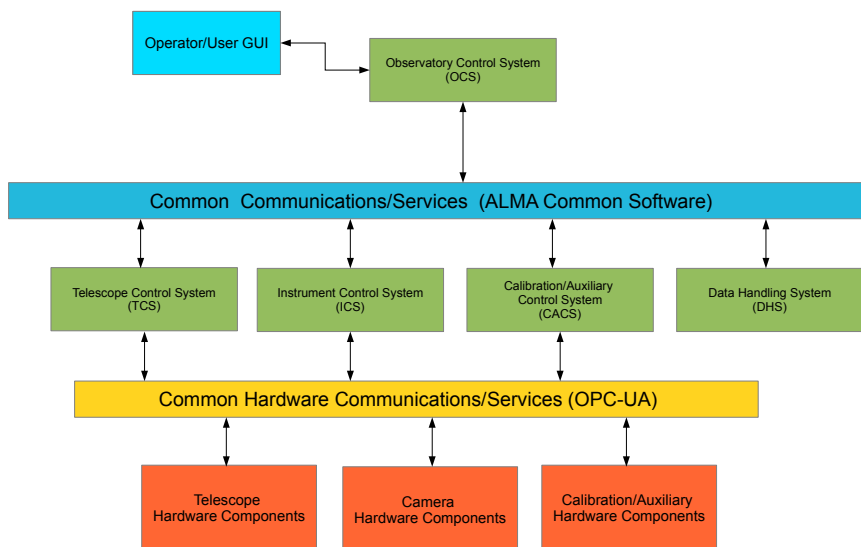 Operator/User GUI
Observatory Control System
(OCS)
Common Communications/Services (ALMA Common Software)
Telescope Control System
(TCS)
Instrument Control System
(ICS)
Calibration/Auxiliary
Control System
(CACS)
Data Handling System
(DHS)
Common Hardware Communications/Services (OPC-UA)
Telescope
Hardware Components
Camera
Hardware Components
Calibration/Auxiliary
Hardware Components